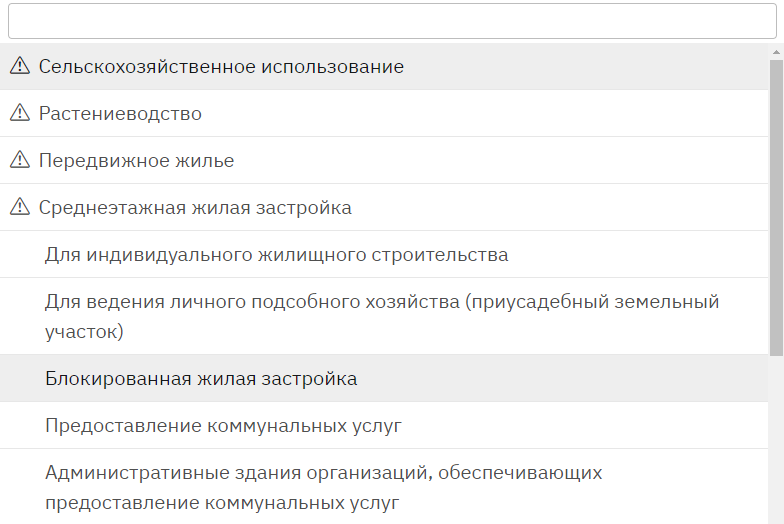 Сельскохозяйственное использование
Растениеводство
Передвижное жилье
Среднеэтажная жилая застройка
Для индивидуального жилищного строительства
Для ведения личного подсобного хозяйства (приусадебный земельный
участок)
Блокированная жилая застройка
Предоставление коммунальных услуг
Административные здания организаций, обеспечивающих
предоставление коммунальных услуг